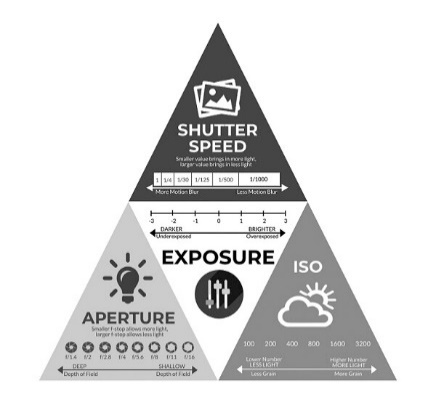 SHUTTER
SPEED
Smaller value brings in more light,
larger value brings in less light
1 1/4 1/30 1/125 1/500 1/1000
More Motion Blur Less Motion Blur
-3 -2 -1 0 1 2 3
DARKER BRIGHTER
Underexposed Overexposed
EXPOSURE
APERTURE
Smaller f-stop allows more light,
larger f-stop allows less light
f/1.4 f/2 f/2.8 f/4 f/5.6 f/8 f/11 f/16
DEEP SHALLOW
Depth of Field Depth of Field
ISO
100 200 400 800 1600 3200
Lower Number Higher Number
LESS LIGHT MORE LIGHT
Less Grain More Grain